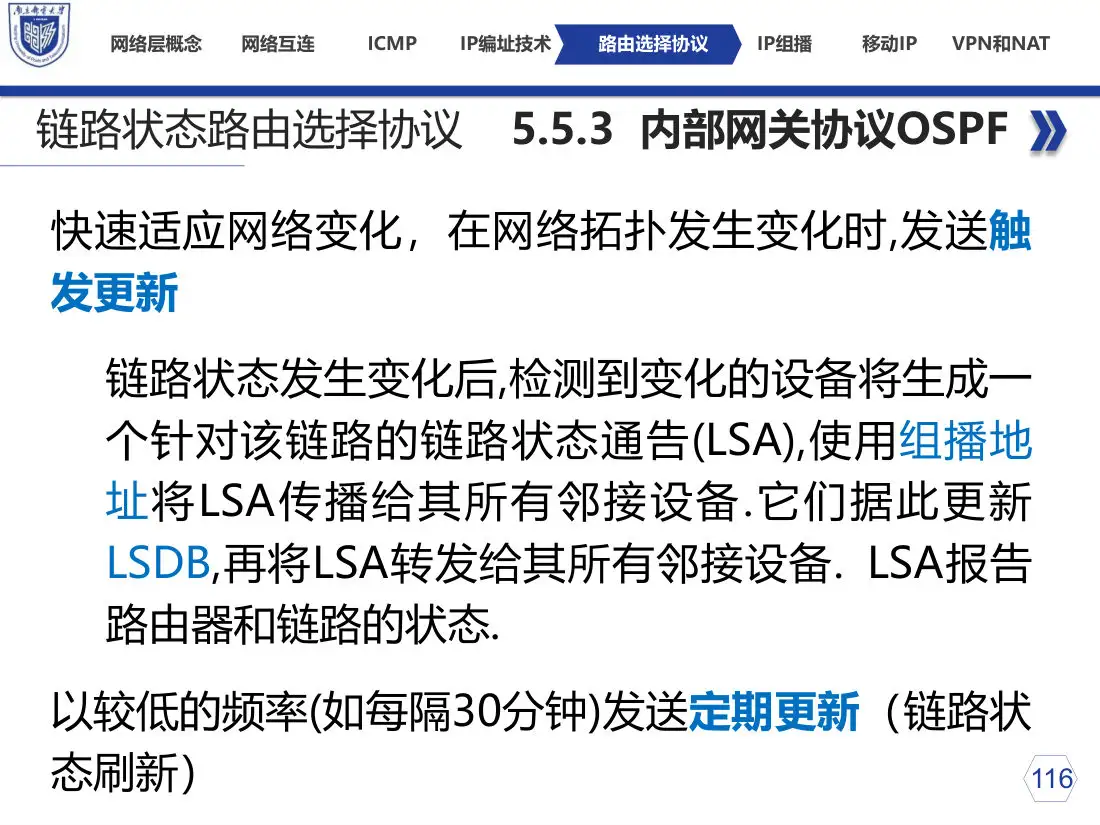 网络层概念 网络互连 ICMP IP编址技术 路由选择协议 IP组播 移动IP VPN和NAT
链路状态路由选择协议 5.5.3 内部网关协议OSPF
快速适应网络变化，在网络拓扑发生变化时,发送触
发更新
链路状态发生变化后,检测到变化的设备将生成一
个针对该链路的链路状态通告(LSA),使用组播地
址将LSA传播给其所有邻接设备.它们据此更新
LSDB,再将LSA转发给其所有邻接设备. LSA报告
路由器和链路的状态.
以较低的频率(如每隔30分钟)发送定期更新（链路状
态刷新）
116